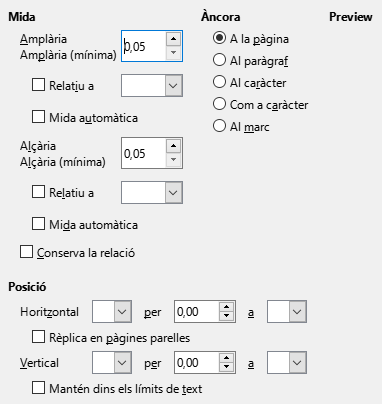 Mida
Àncora
Preview
Amplària
Amplària (mínima)
0,05
A la pàgina
Al paràgraf
Relatiu a
Al caràcter
Com a caràcter
Mida automàtica
Al marc
Alçària
Alçària (mínima)
0,05
Relatiu a
Mida automàtica
Conserva la relació
Posició
Horitzontal per 0,00 a
Rèplica en pàgines parelles
Vertical per 0,00 a
Mantén dins els límits de text